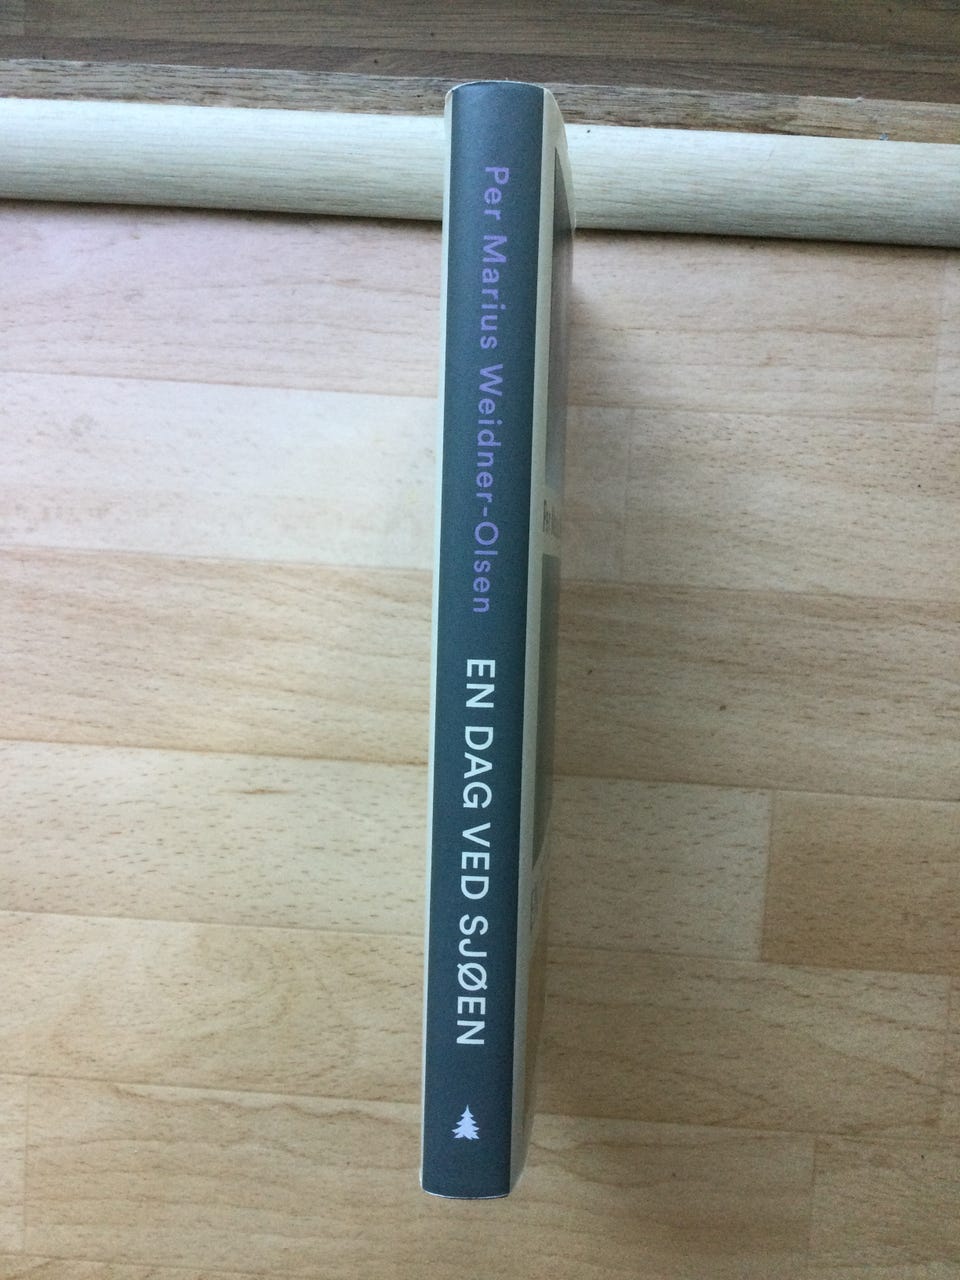 Per Marius Weidner-Olsen
EN DAG VED SJØEN